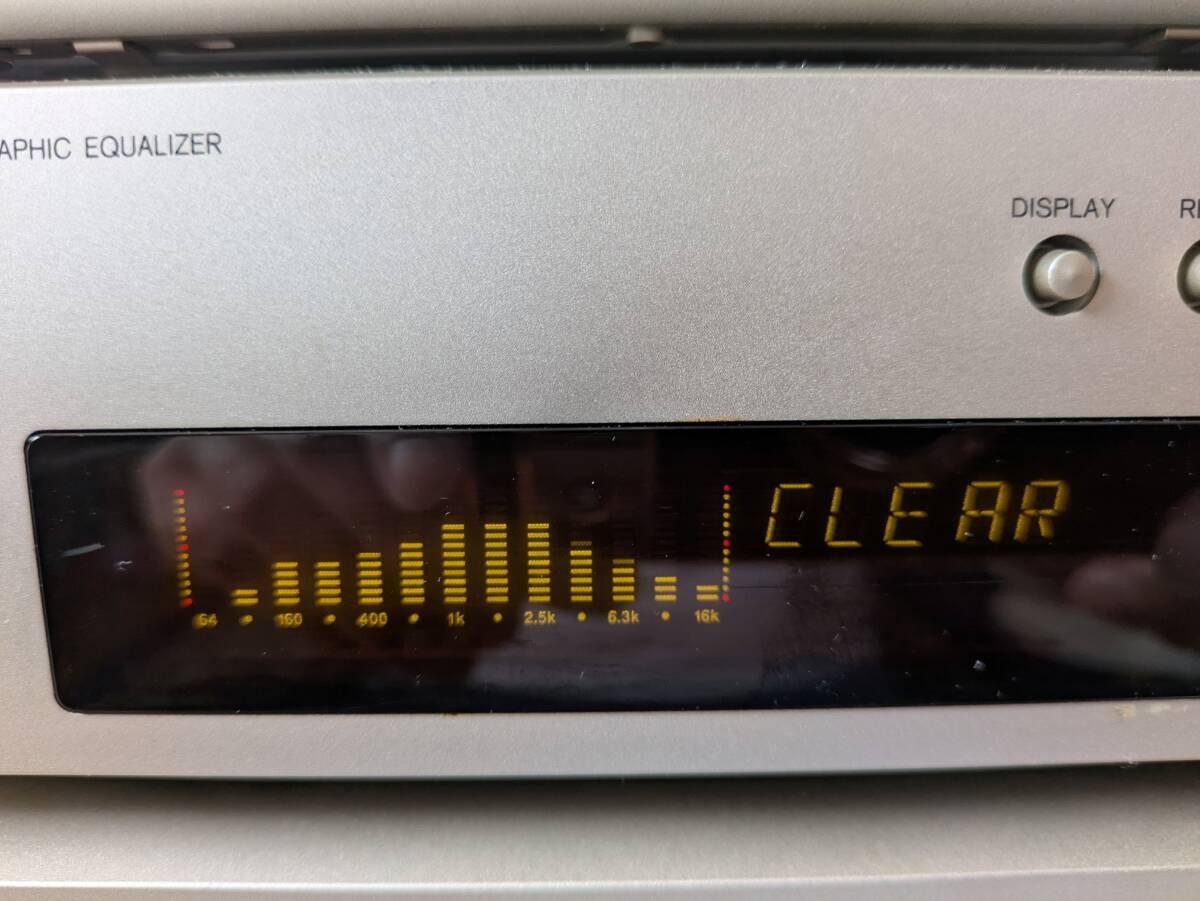 APHIC EQUALIZER
DISPLAY
CLEAR
64 • 160 • 400 • 1k • 2.5k • 6.3k • 16k